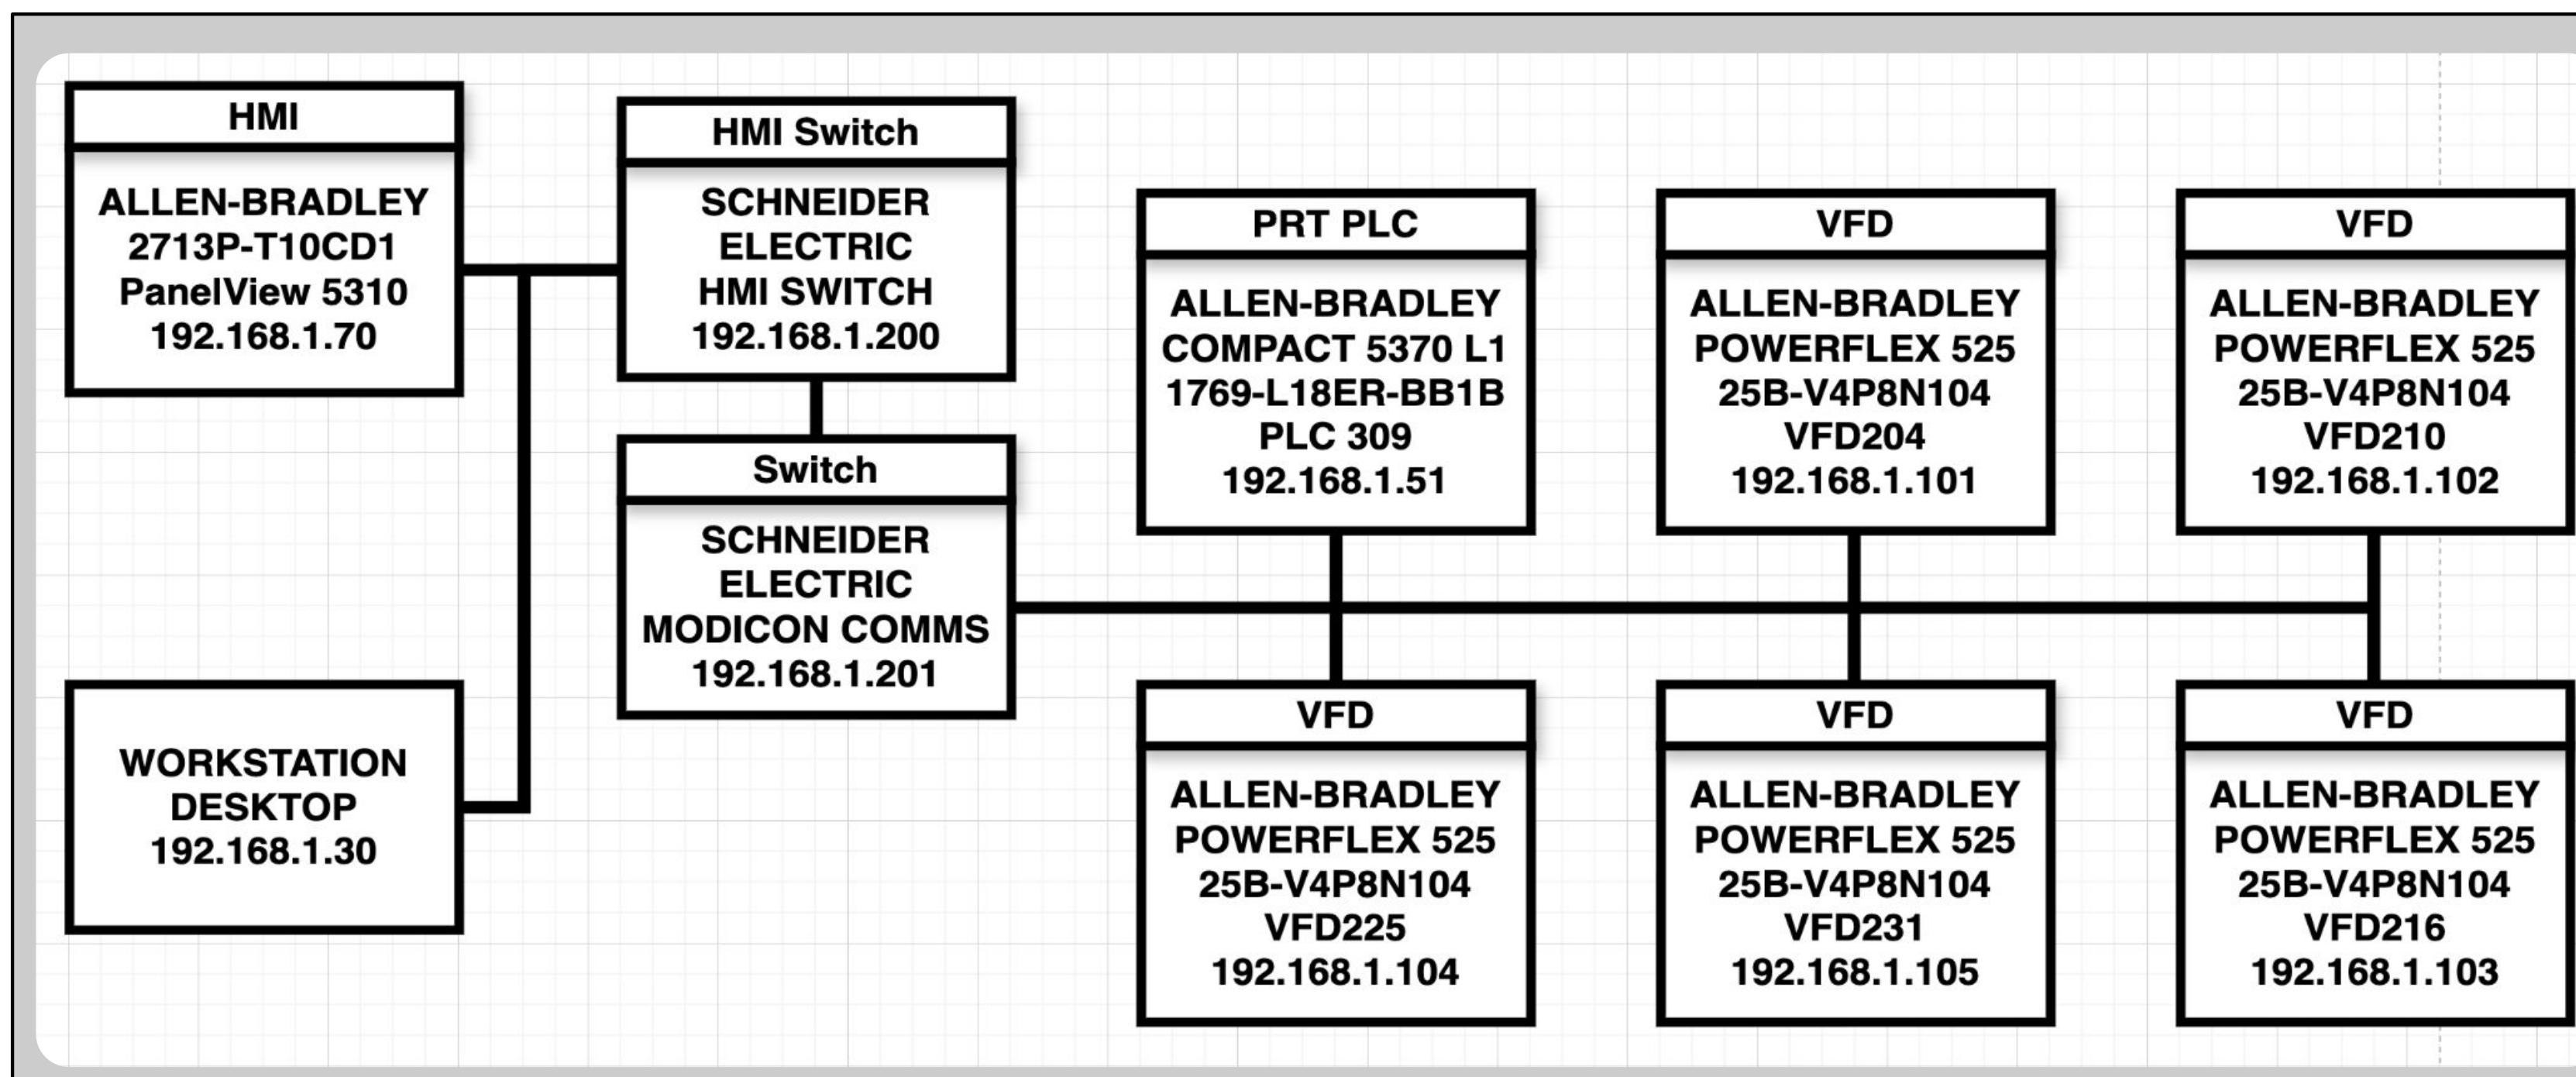 HMI
ALLEN-BRADLEY
2713P-T10CD1
PanelView 5310
192.168.1.70
HMI Switch
SCHNEIDER
ELECTRIC
HMI SWITCH
192.168.1.200
Switch
SCHNEIDER
ELECTRIC
MODICON COMMS
192.168.1.201
WORKSTATION
DESKTOP
192.168.1.30
PRT PLC
ALLEN-BRADLEY
COMPACT 5370 L1
1769-L18ER-BB1B
PLC 309
192.168.1.51
VFD
ALLEN-BRADLEY
POWERFLEX 525
25B-V4P8N104
VFD204
192.168.1.101
VFD
ALLEN-BRADLEY
POWERFLEX 525
25B-V4P8N104
VFD210
192.168.1.102
VFD
ALLEN-BRADLEY
POWERFLEX 525
25B-V4P8N104
VFD225
192.168.1.104
VFD
ALLEN-BRADLEY
POWERFLEX 525
25B-V4P8N104
VFD231
192.168.1.105
VFD
ALLEN-BRADLEY
POWERFLEX 525
25B-V4P8N104
VFD216
192.168.1.103